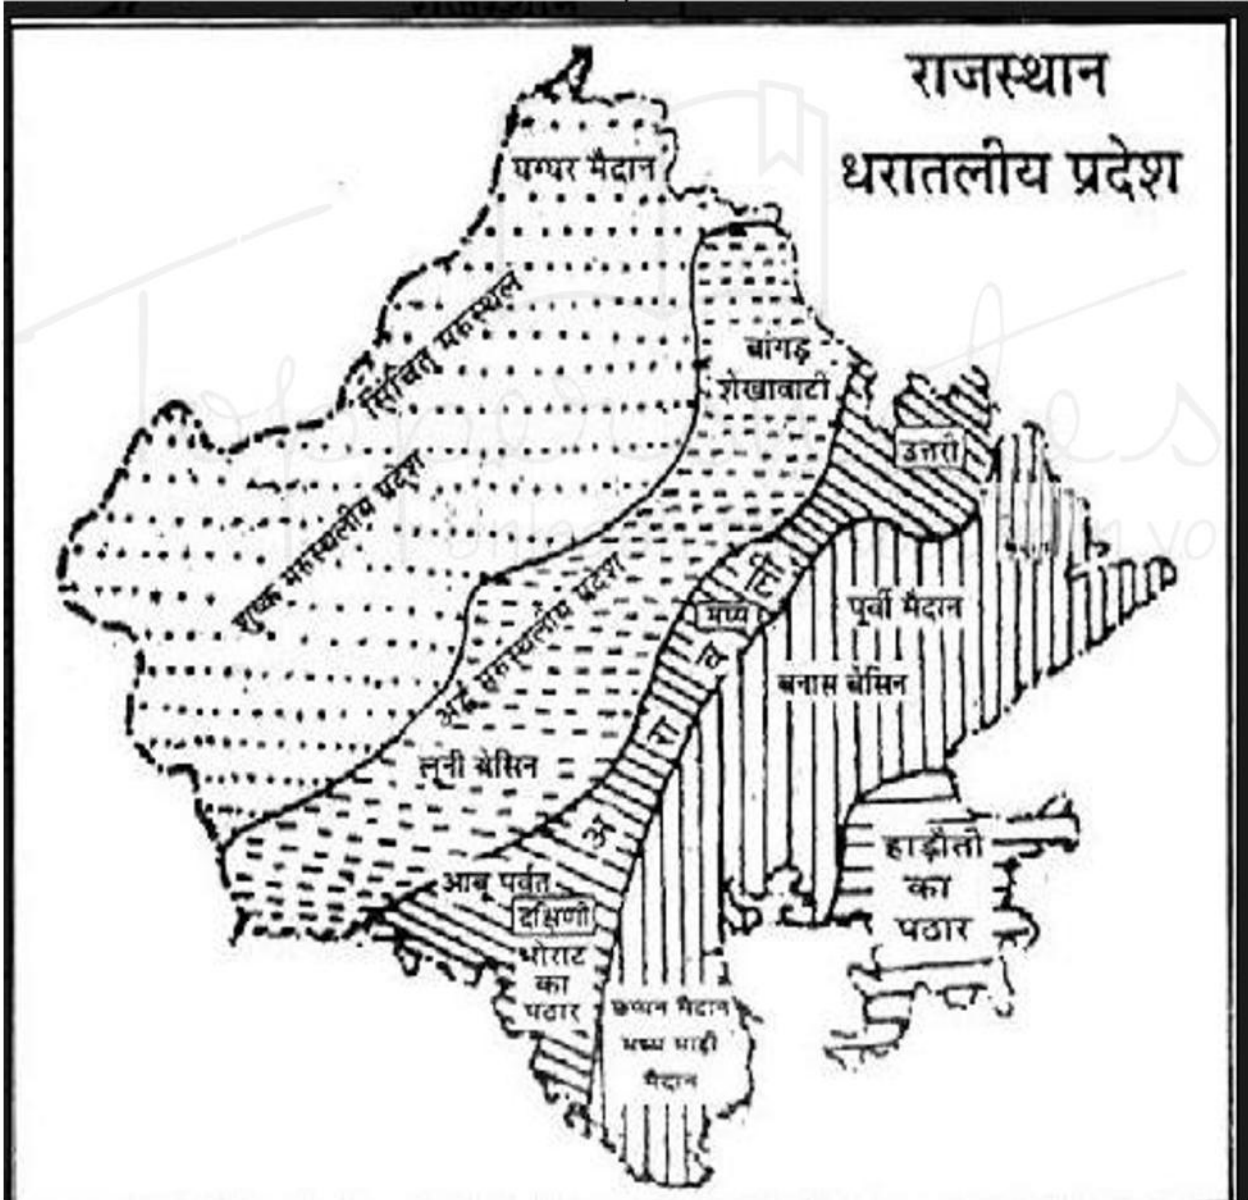 राजस्थान
धरातलीय प्रदेश
घग्घर मैदान
सिंचित मरुस्थल
बांगड़
शेखावाटी
उत्तरी
शुष्क मरुस्थलीय प्रदेश
अर्द्ध मरुस्थलीय प्रदेश
मध्य
पूर्वी मैदान
बनास बेसिन
लूनी बेसिन
अ रा व ली
हाड़ौती
का
पठार
आबू पर्वत
दक्षिणी
भोराट
का
पठार
छप्पन मैदान
मध्य माही
मैदान